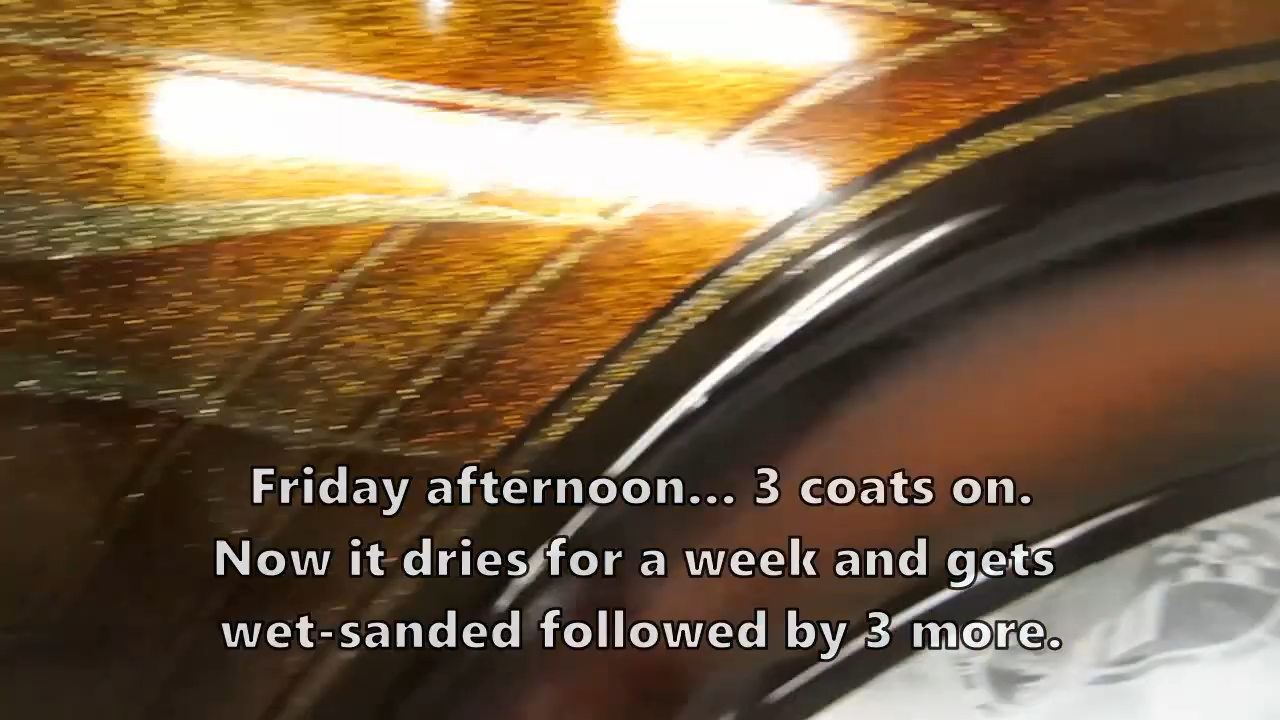 Friday afternoon... 3 coats on.
Now it dries for a week and gets
wet-sanded followed by 3 more.